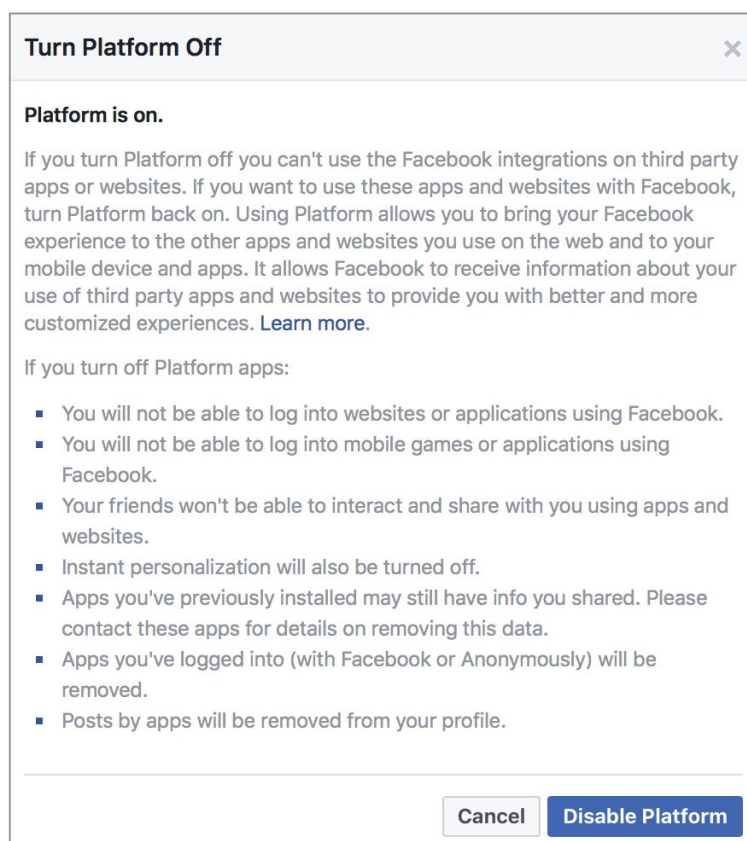 Turn Platform Off
Platform is on.
If you turn Platform off you can't use the Facebook integrations on third party
apps or websites. If you want to use these apps and websites with Facebook,
turn Platform back on. Using Platform allows you to bring your Facebook
experience to the other apps and websites you use on the web and to your
mobile device and apps. It allows Facebook to receive information about your
use of third party apps and websites to provide you with better and more
customized experiences. Learn more.
If you turn off Platform apps:
▪ You will not be able to log into websites or applications using Facebook.
▪ You will not be able to log into mobile games or applications using
Facebook.
▪ Your friends won't be able to interact and share with you using apps and
websites.
▪ Instant personalization will also be turned off.
▪ Apps you've previously installed may still have info you shared. Please
contact these apps for details on removing this data.
▪ Apps you've logged into (with Facebook or Anonymously) will be
removed.
▪ Posts by apps will be removed from your profile.
Cancel Disable Platform